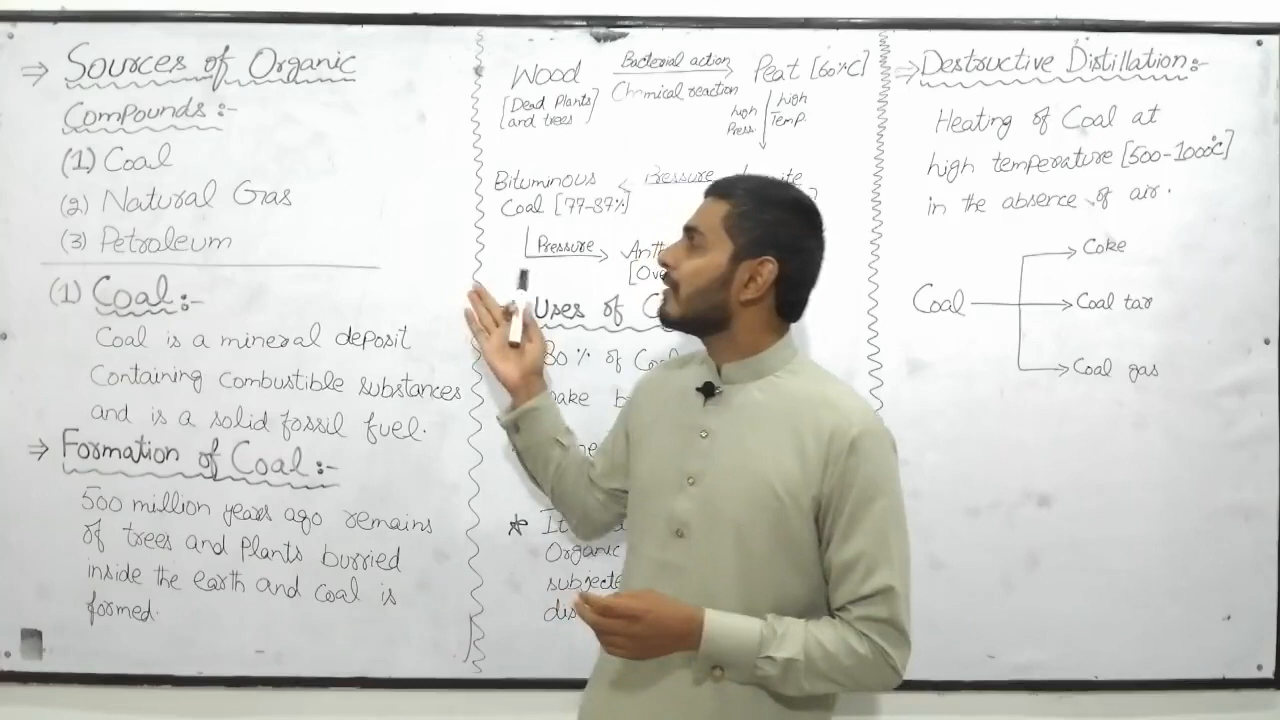 ⇒ Sources of Organic
Compounds :-
(1) Coal
(2) Natural Gas
(3) Petroleum
(1) Coal :-
Coal is a mineral deposit
Containing combustible substances
and is a solid fossil fuel.
⇒ Formation of Coal :-
500 million years ago remains
of trees and Plants burried
inside the earth and coal is
formed.
Wood Bacterial action Peat [60%C]
Chemical reaction
[Dead Plants
and trees]
high Press. high Temp.
Bituminous Pressure
Coal [77-87%]
Pressure
Uses of
80% of
★ It
Organic
⇒ Destructive Distillation :-
Heating of Coal at
high temperature [500-1000°C]
in the absence of air.
Coke
Coal Coal tar
Coal gas